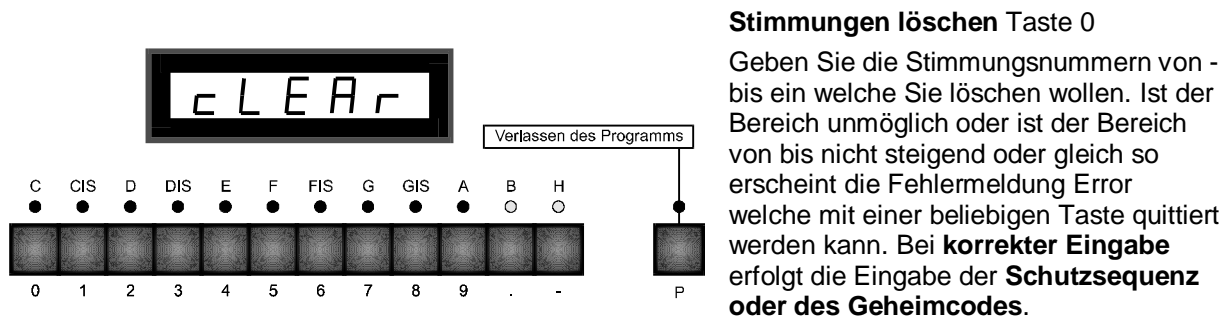 cLEAr
Verlassen des Programms
C CIS D DIS E F FIS G GIS A B H
0 1 2 3 4 5 6 7 8 9 . - P
Stimmungen löschen Taste 0
Geben Sie die Stimmungsnummern von -
bis ein welche Sie löschen wollen. Ist der
Bereich unmöglich oder ist der Bereich
von bis nicht steigend oder gleich so
erscheint die Fehlermeldung Error
welche mit einer beliebigen Taste quittiert
werden kann. Bei korrekter Eingabe
erfolgt die Eingabe der Schutzsequenz
oder des Geheimcodes.